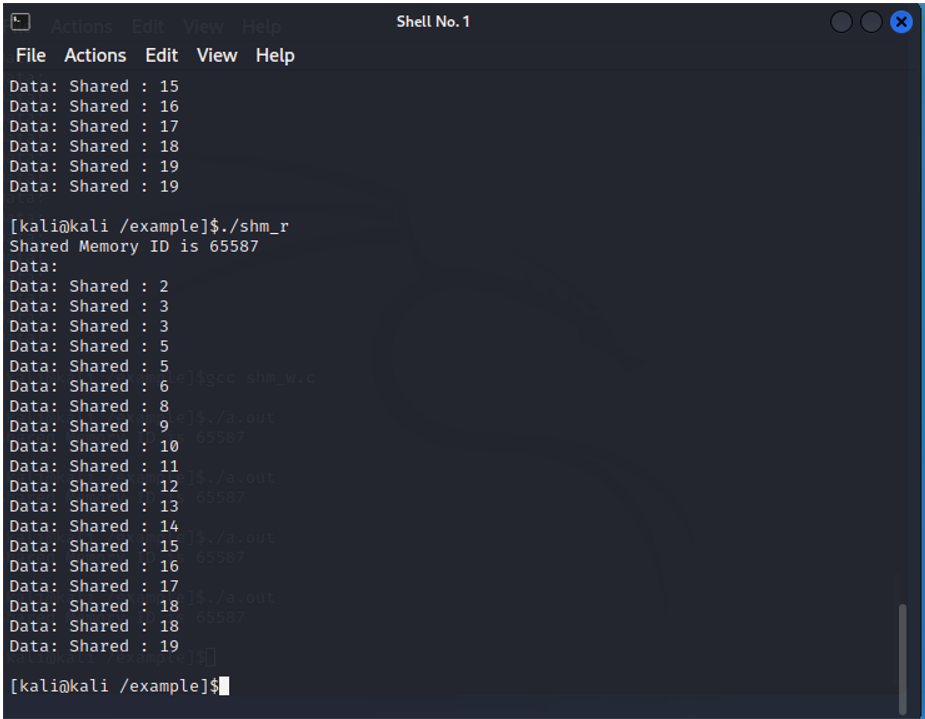 Shell No. 1
File Actions Edit View Help
Data: Shared : 15
Data: Shared : 16
Data: Shared : 17
Data: Shared : 18
Data: Shared : 19
Data: Shared : 19
[kali@kali /example]$./shm_r
Shared Memory ID is 65587
Data:
Data: Shared : 2
Data: Shared : 3
Data: Shared : 3
Data: Shared : 5
Data: Shared : 5
Data: Shared : 6
Data: Shared : 8
Data: Shared : 9
Data: Shared : 10
Data: Shared : 11
Data: Shared : 12
Data: Shared : 13
Data: Shared : 14
Data: Shared : 15
Data: Shared : 16
Data: Shared : 17
Data: Shared : 18
Data: Shared : 18
Data: Shared : 19
[kali@kali /example]$